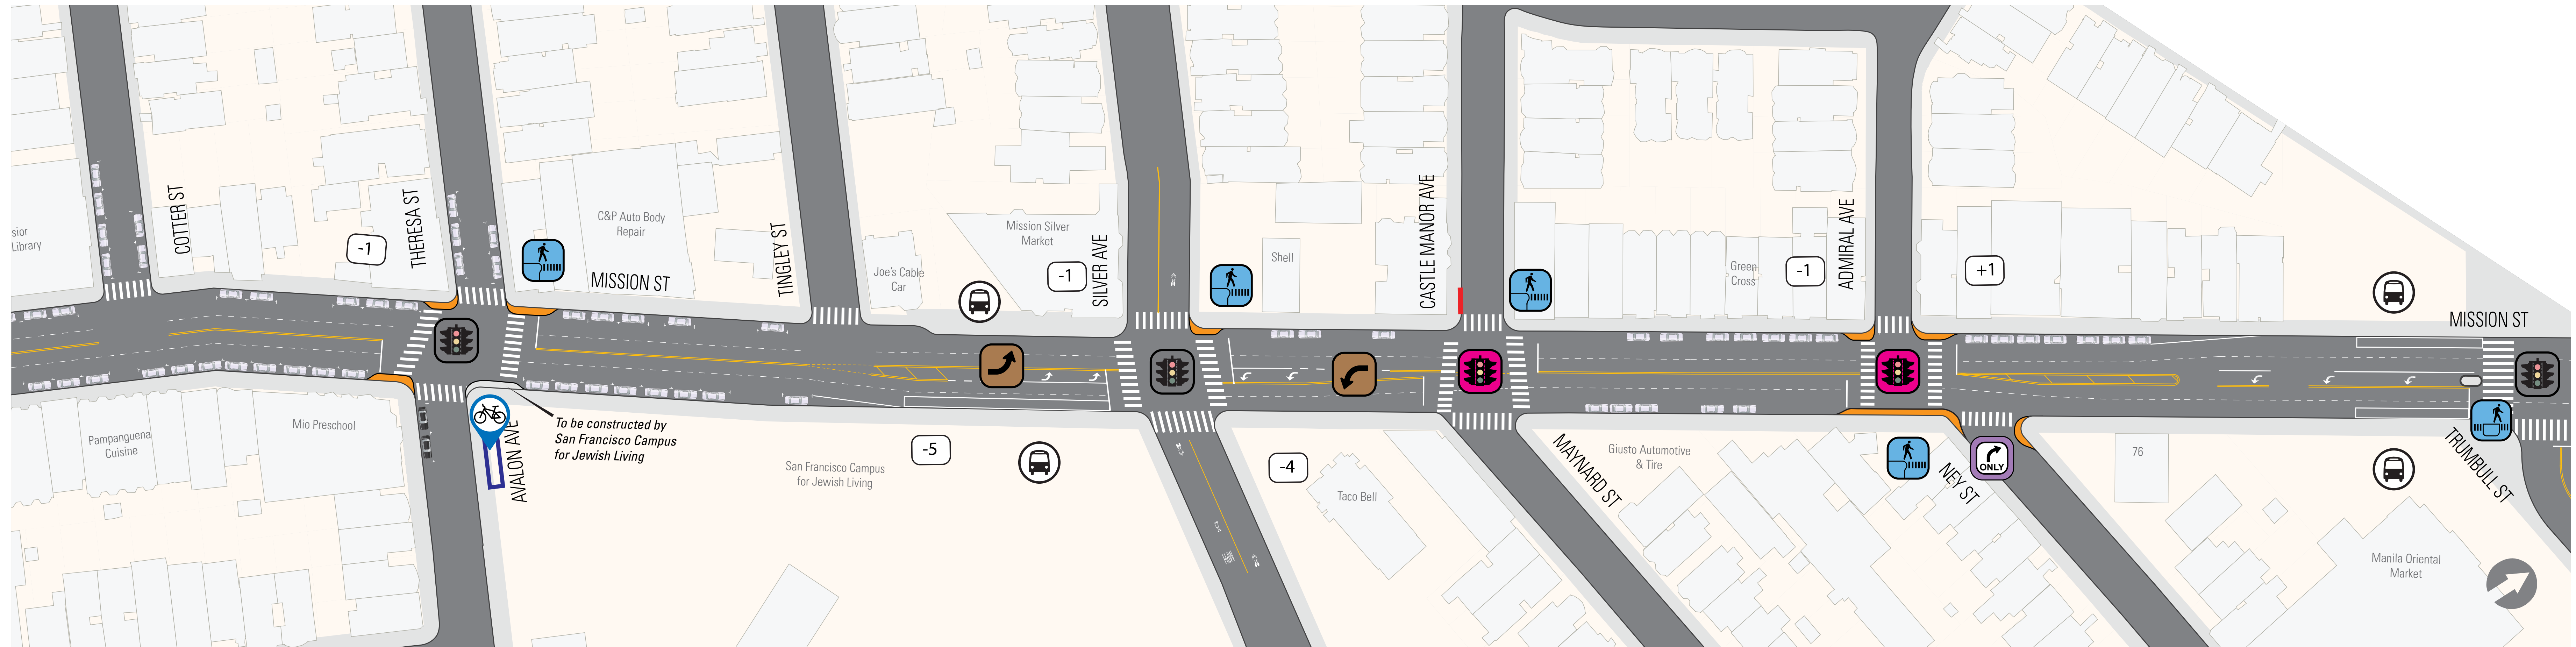 COTTER ST
sior
Library
-1
THERESA ST
C&P Auto Body
Repair
MISSION ST
TINGLEY ST
Joe's Cable
Car
Mission Silver
Market
-1
SILVER AVE
Shell
CASTLE MANOR AVE
Green
Cross
-1
ADMIRAL AVE
+1
MISSION ST
Pampanguena
Cuisine
Mio Preschool
AVALON AVE
To be constructed by
San Francisco Campus
for Jewish Living
San Francisco Campus
for Jewish Living
-5
-4
Taco Bell
MAYNARD ST
Giusto Automotive
& Tire
NEY ST
ONLY
76
TRUMBULL ST
Manila Oriental
Market